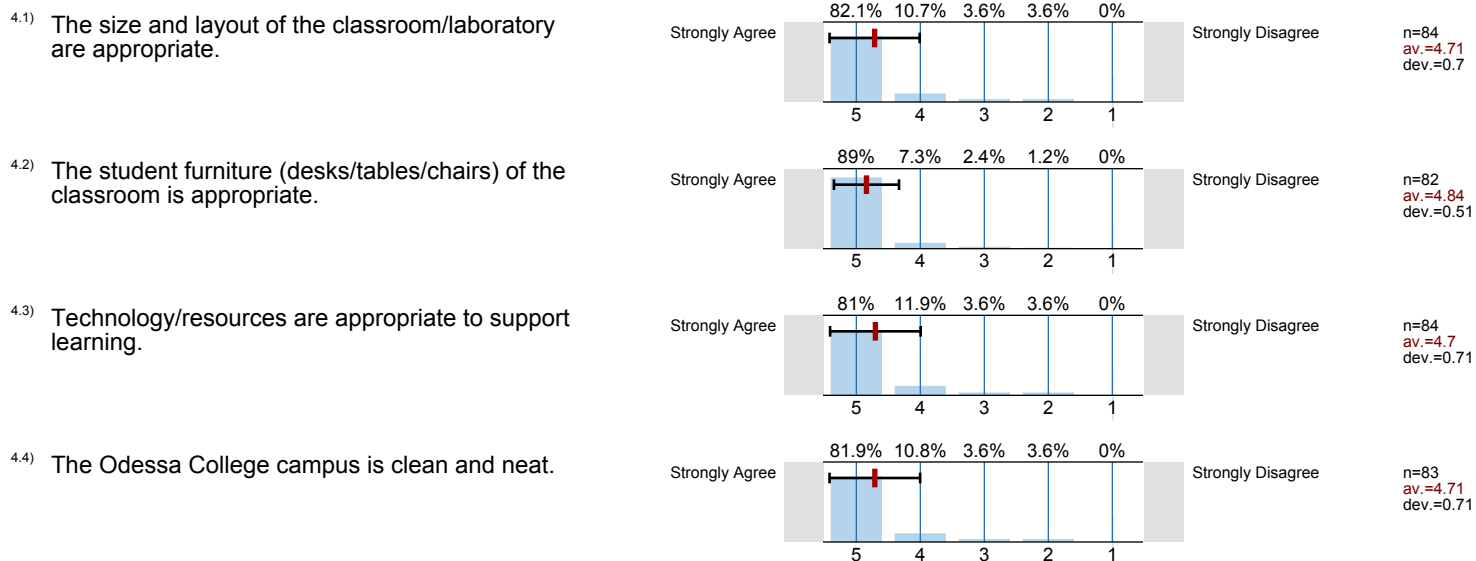 4.1) The size and layout of the classroom/laboratory
are appropriate.
82.1% 10.7% 3.6% 3.6% 0%
Strongly Agree
Strongly Disagree
n=84
av.=4.71
dev.=0.7
5 4 3 2 1
4.2) The student furniture (desks/tables/chairs) of the
classroom is appropriate.
89% 7.3% 2.4% 1.2% 0%
Strongly Agree
Strongly Disagree
n=82
av.=4.84
dev.=0.51
5 4 3 2 1
4.3) Technology/resources are appropriate to support
learning.
81% 11.9% 3.6% 3.6% 0%
Strongly Agree
Strongly Disagree
n=84
av.=4.7
dev.=0.71
5 4 3 2 1
4.4) The Odessa College campus is clean and neat.
81.9% 10.8% 3.6% 3.6% 0%
Strongly Agree
Strongly Disagree
n=83
av.=4.71
dev.=0.71
5 4 3 2 1